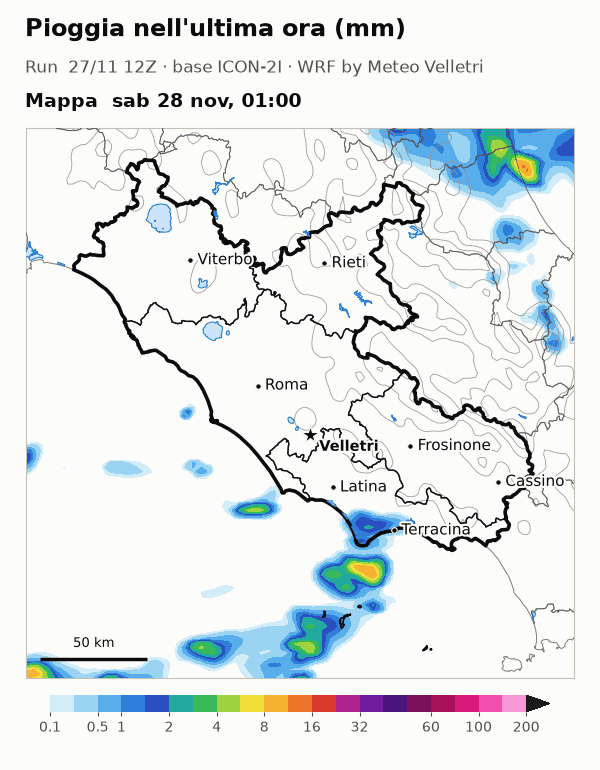 Pioggia nell'ultima ora (mm)
Run  27/11 12Z · base ICON-2I · WRF by Meteo Velletri
Mappa  sab 28 nov, 01:00
Viterbo
Rieti
Roma
Velletri
Frosinone
Cassino
Latina
Terracina
50 km
0.1 0.5 1 2 4 8 16 32 60 100 200